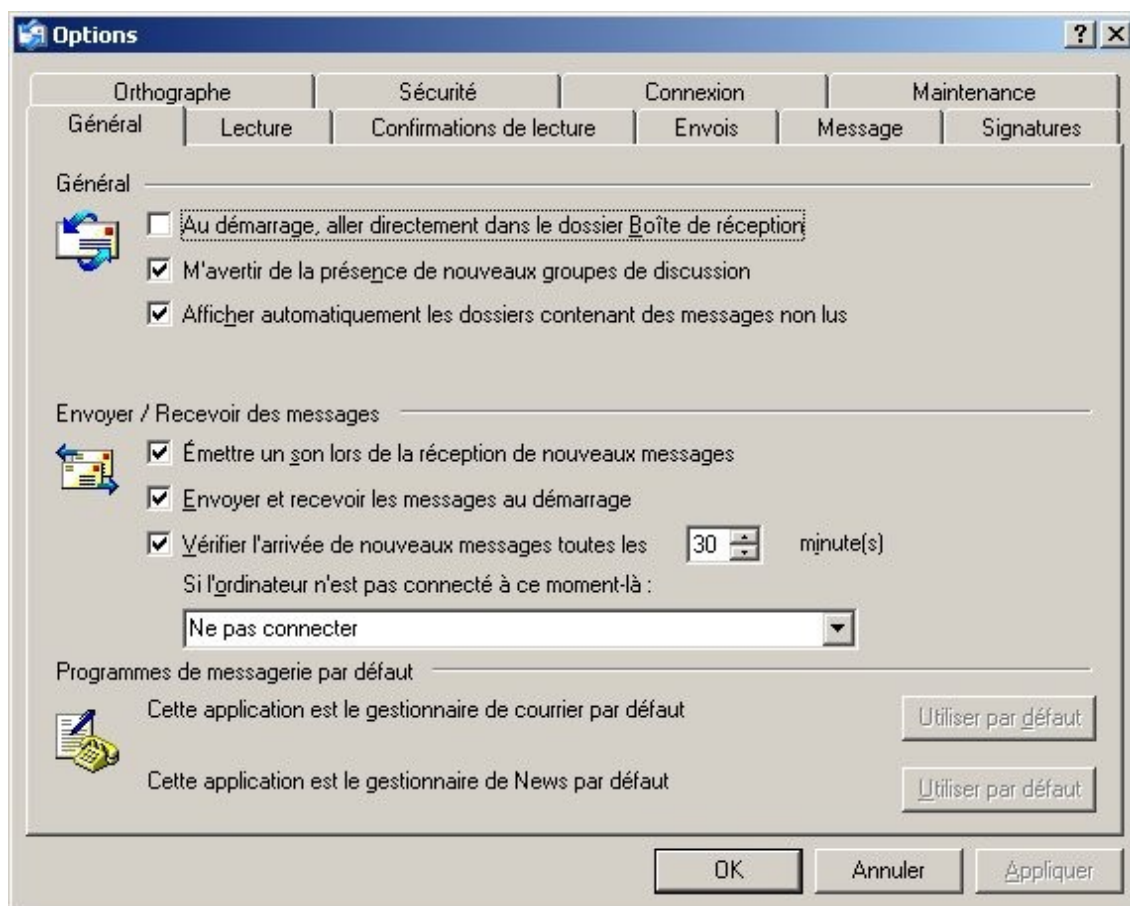 Options
Orthographe Sécurité Connexion Maintenance
Général Lecture Confirmations de lecture Envois Message Signatures
Général
Au démarrage, aller directement dans le dossier Boîte de réception
M'avertir de la présence de nouveaux groupes de discussion
Afficher automatiquement les dossiers contenant des messages non lus
Envoyer / Recevoir des messages
Émettre un son lors de la réception de nouveaux messages
Envoyer et recevoir les messages au démarrage
Vérifier l'arrivée de nouveaux messages toutes les 30 minute(s)
Si l'ordinateur n'est pas connecté à ce moment-là :
Ne pas connecter
Programmes de messagerie par défaut
Cette application est le gestionnaire de courrier par défaut Utiliser par défaut
Cette application est le gestionnaire de News par défaut Utiliser par défaut
OK Annuler Appliquer